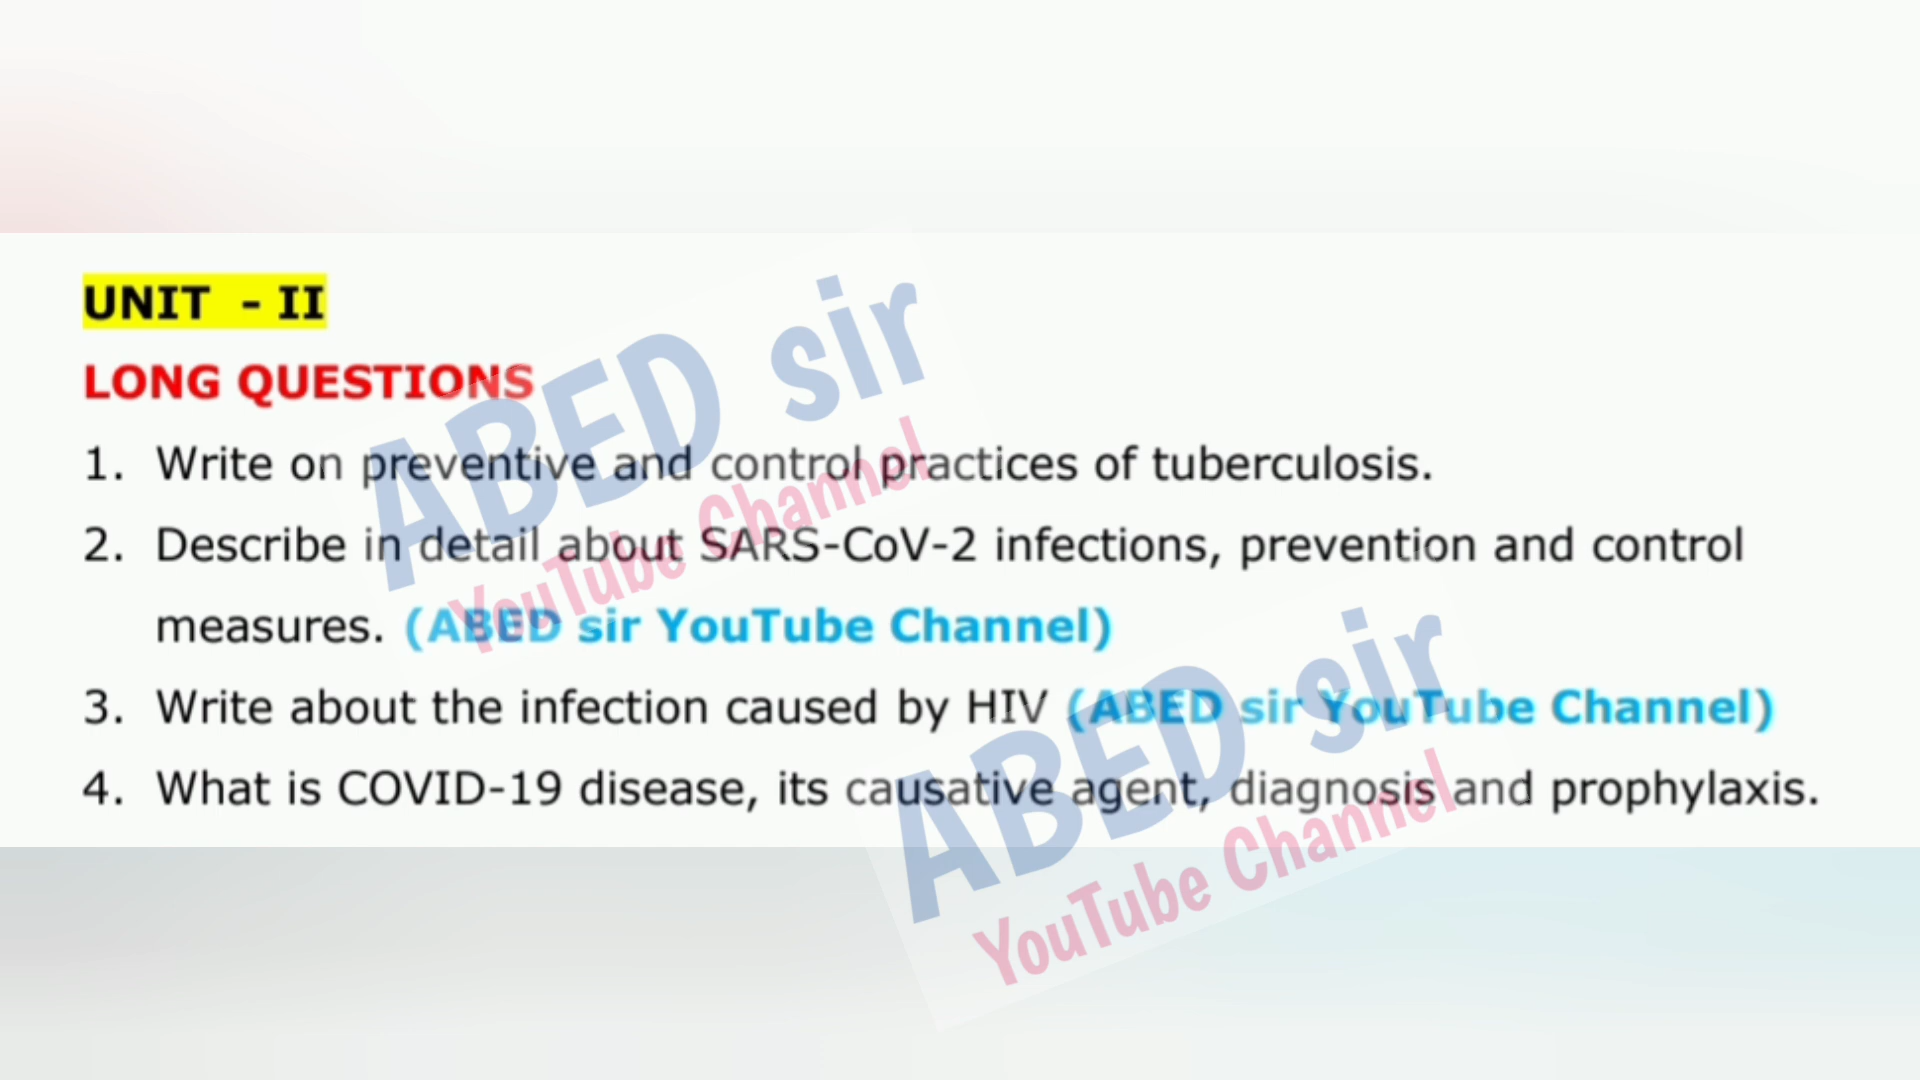 UNIT - II
LONG QUESTIONS
1. Write on preventive and control practices of tuberculosis.
2. Describe in detail about SARS-CoV-2 infections, prevention and control
measures. (ABED sir YouTube Channel)
3. Write about the infection caused by HIV (ABED sir YouTube Channel)
4. What is COVID-19 disease, its causative agent, diagnosis and prophylaxis.
ABED sir
YouTube Channel
ABED sir
YouTube Channel